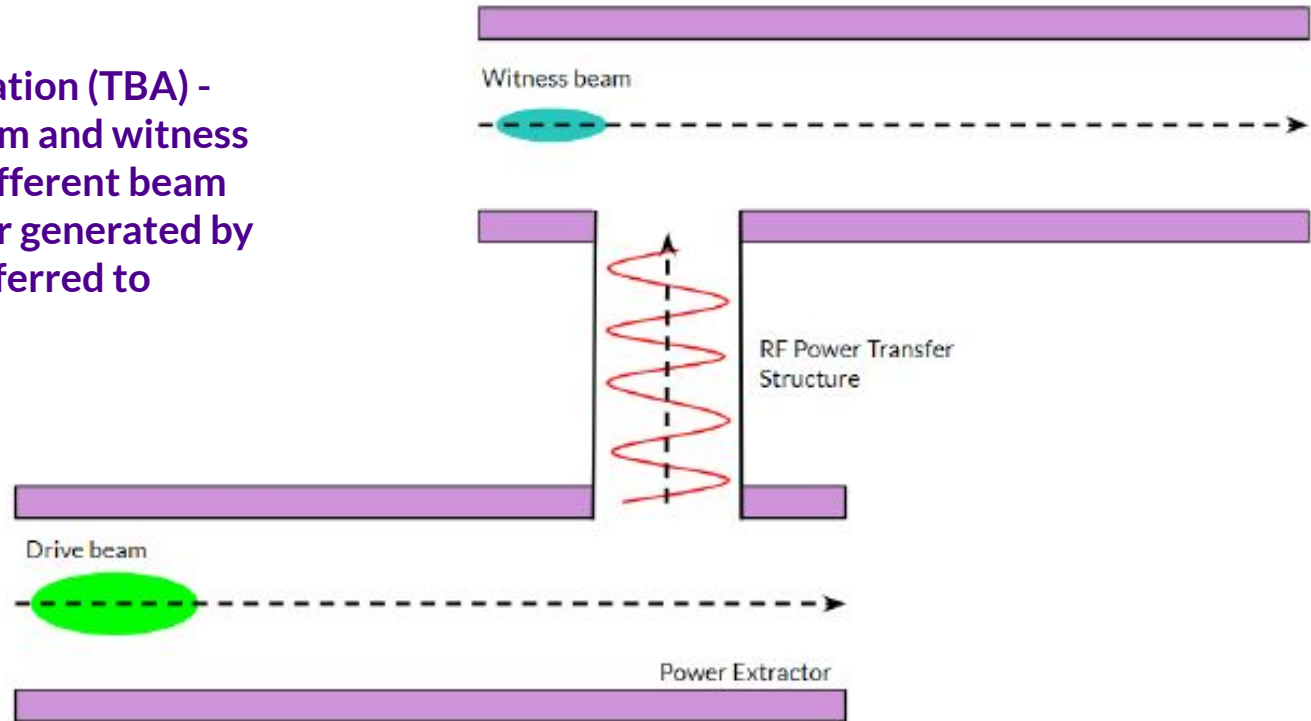 ation (TBA) -
m and witness
fferent beam
r generated by
ferred to
Witness beam
RF Power Transfer
Structure
Drive beam
Power Extractor